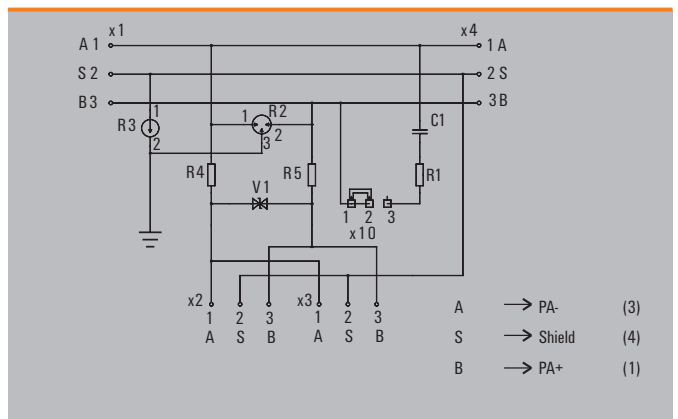 x1 x4
A 1 1 A
S 2 2 S
B 3 3 B
1 R2 C1
R3 1 2
2 3
R4 R5 R1
V1
1 2 3
x10
x2 x3
1 2 3 1 2 3
A S B A S B
A → PA- (3)
S → Shield (4)
B → PA+ (1)